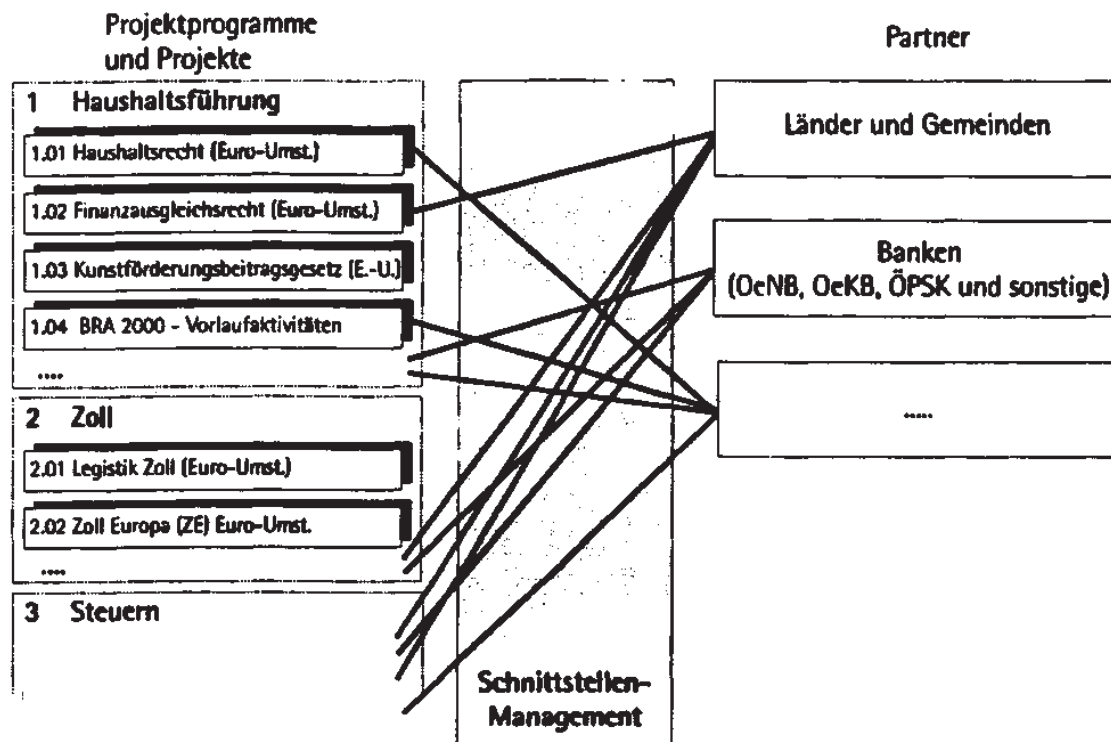 Projektprogramme
und Projekte
1 Haushaltsführung
1.01 Haushaltsrecht (Euro-Umst.)
1.02 Finanzausgleichsrecht (Euro-Umst.)
1.03 Kunstförderungsbeitragsgesetz (E.-U.)
1.04 BRA 2000 - Vorlaufaktivitäten
....
2 Zoll
2.01 Legistik Zoll (Euro-Umst.)
2.02 Zoll Europa (ZE) Euro-Umst.
....
3 Steuern
Schnittstellen-
Management
Partner
Länder und Gemeinden
Banken
(OeNB, OeKB, ÖPSK und sonstige)
.....